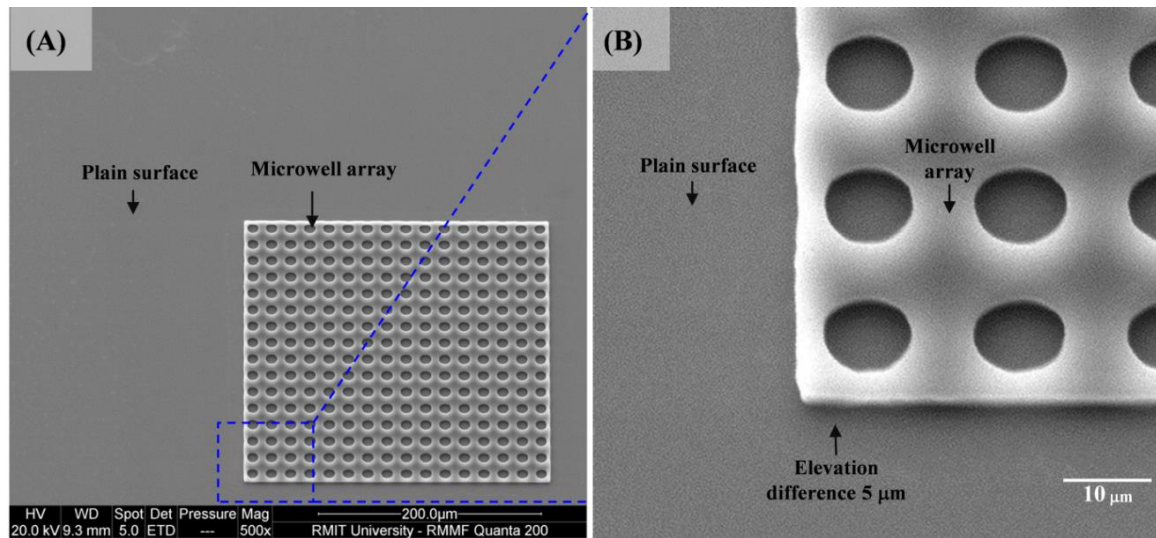 (A)
Plain surface
Microwell array
HV WD Spot Det Pressure Mag
20.0 kV 9.3 mm 5.0 ETD --- 500x
200.0µm
RMIT University - RMMF Quanta 200
(B)
Plain surface
Microwell
array
Elevation
difference 5 µm
10 µm